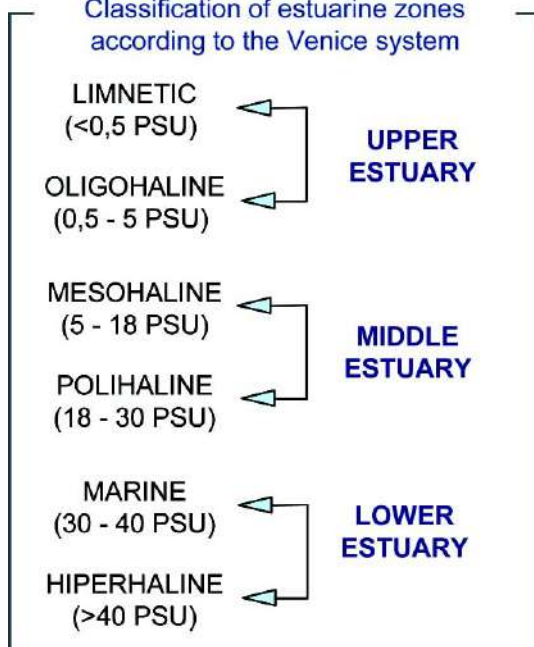 Classification of estuarine zones
according to the Venice system
LIMNETIC
(<0,5 PSU)
OLIGOHALINE
(0,5 - 5 PSU)
UPPER
ESTUARY
MESOHALINE
(5 - 18 PSU)
POLIHALINE
(18 - 30 PSU)
MIDDLE
ESTUARY
MARINE
(30 - 40 PSU)
HIPERHALINE
(>40 PSU)
LOWER
ESTUARY